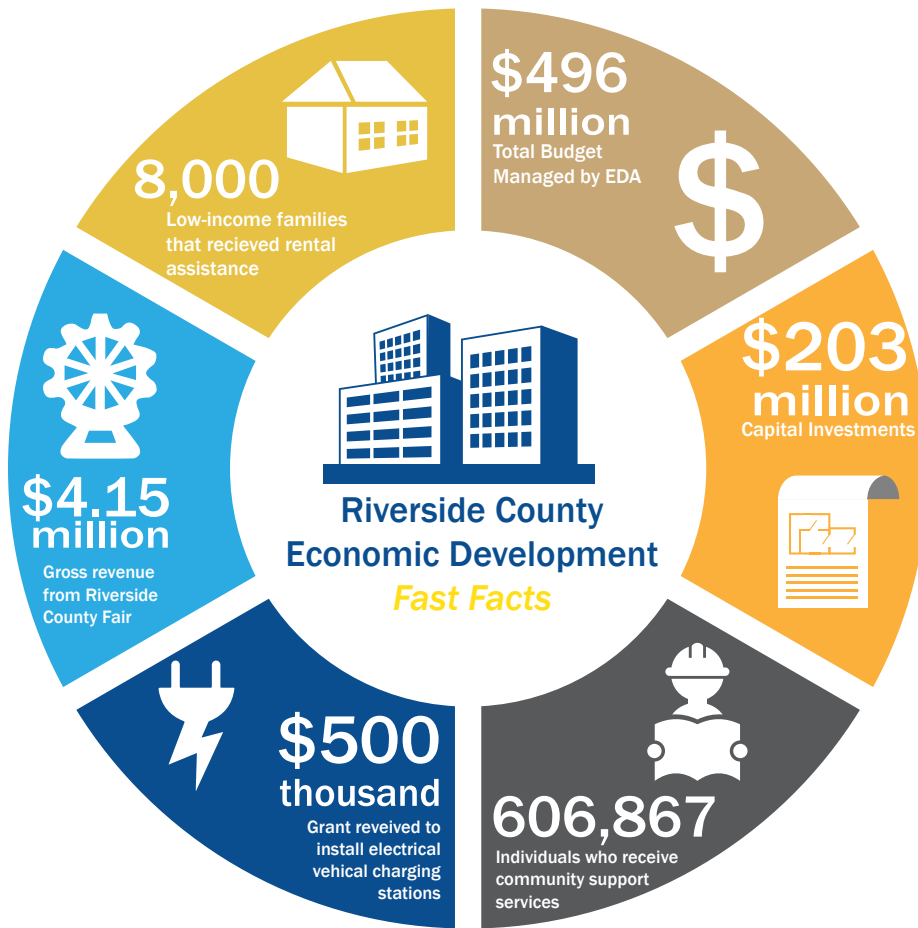 $496
million
Total Budget
Managed by EDA
$
$203
million
Capital Investments
606,867
Individuals who receive
community support
services
$500
thousand
Grant reveived to
install electrical
vehical charging
stations
$4.15
million
Gross revenue
from Riverside
County Fair
8,000
Low-income families
that recieved rental
assistance
Riverside County
Economic Development
Fast Facts